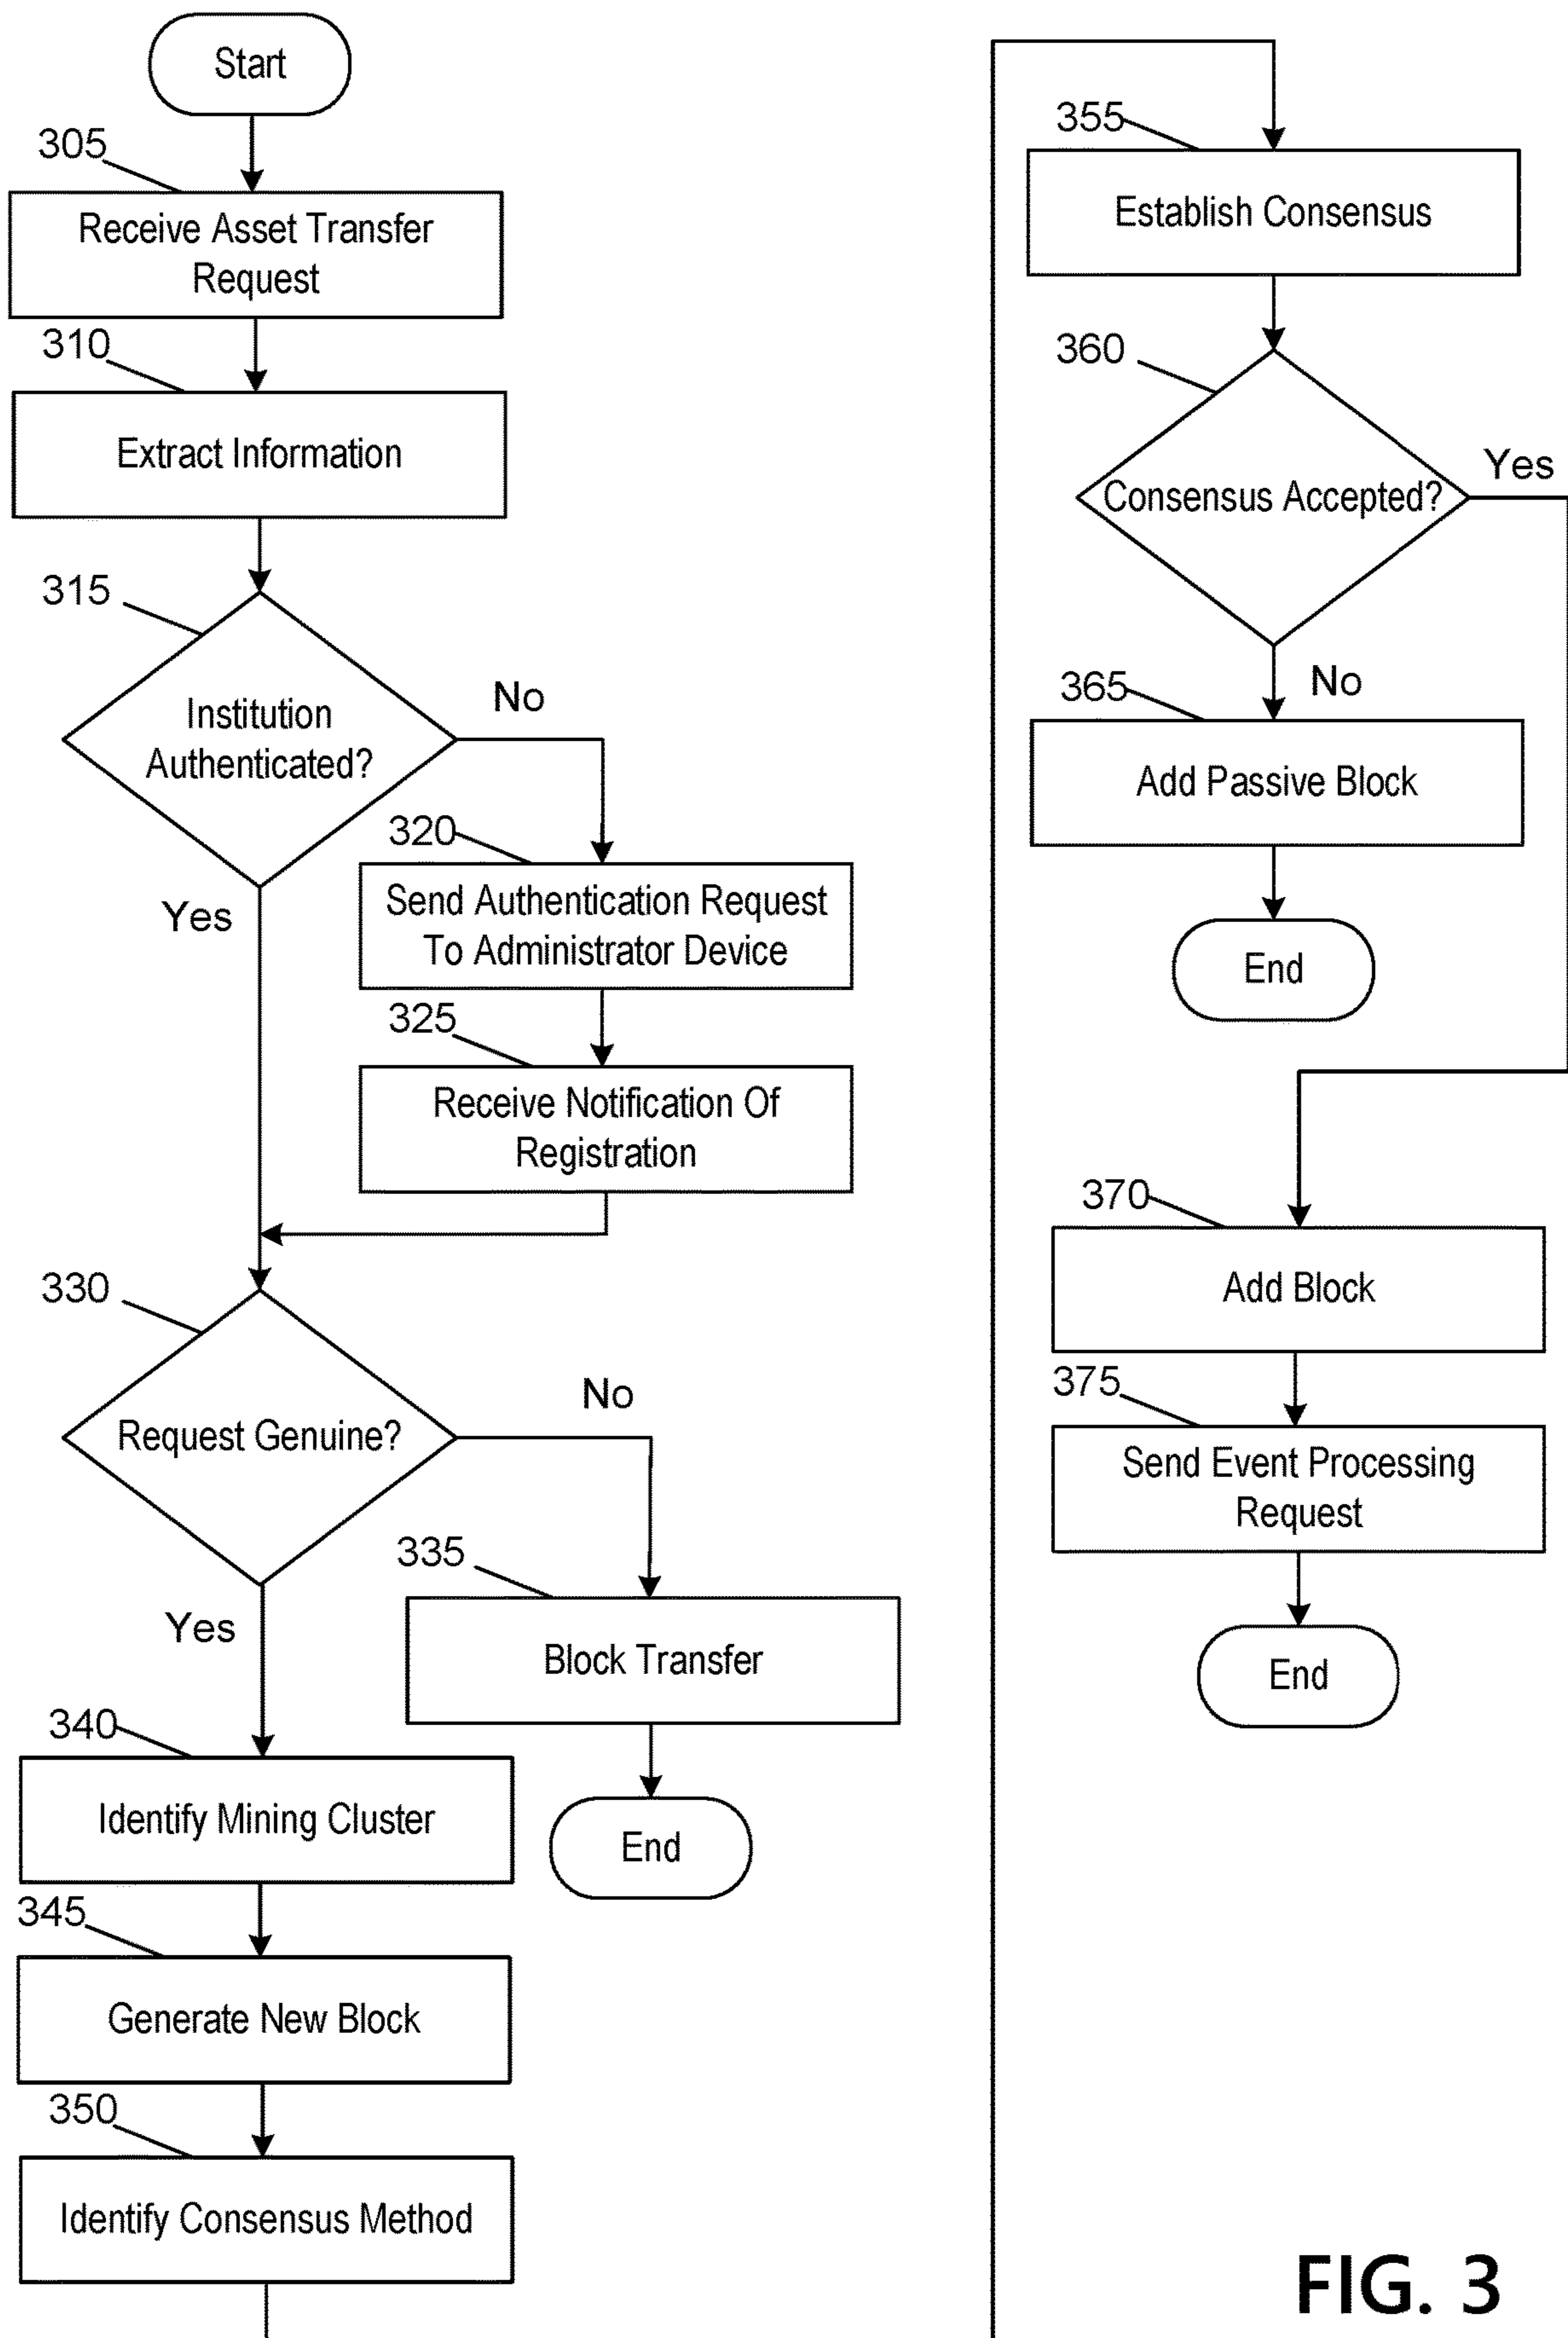 Start
305
Receive Asset Transfer
Request
310
Extract Information
315
Institution
Authenticated?
No
Yes
320
Send Authentication Request
To Administrator Device
325
Receive Notification Of
Registration
330
Request Genuine?
No
Yes
335
Block Transfer
End
340
Identify Mining Cluster
345
Generate New Block
350
Identify Consensus Method
355
Establish Consensus
360
Consensus Accepted?
Yes
No
365
Add Passive Block
End
370
Add Block
375
Send Event Processing
Request
End
FIG. 3